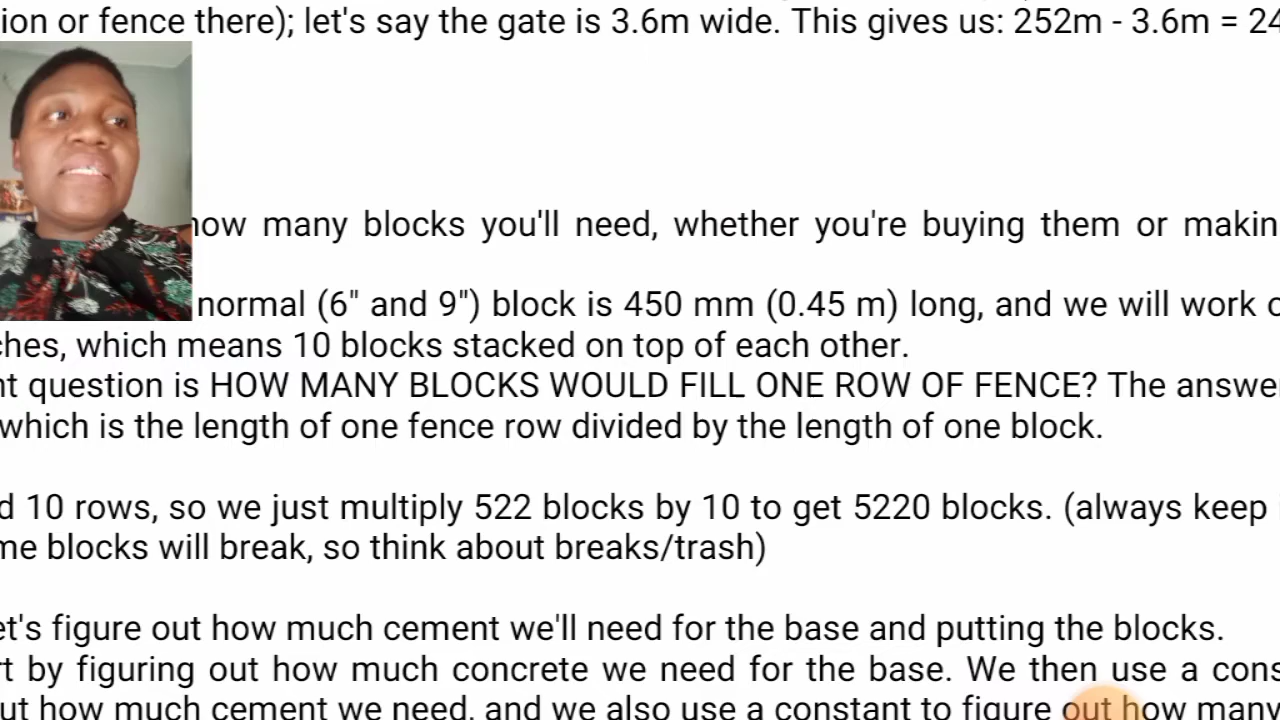 ion or fence there); let's say the gate is 3.6m wide. This gives us: 252m - 3.6m = 24
how many blocks you'll need, whether you're buying them or makin
normal (6" and 9") block is 450 mm (0.45 m) long, and we will work o
ches, which means 10 blocks stacked on top of each other.
nt question is HOW MANY BLOCKS WOULD FILL ONE ROW OF FENCE? The answe
which is the length of one fence row divided by the length of one block.
d 10 rows, so we just multiply 522 blocks by 10 to get 5220 blocks. (always keep i
me blocks will break, so think about breaks/trash)
et's figure out how much cement we'll need for the base and putting the blocks.
rt by figuring out how much concrete we need for the base. We then use a cons
ut how much cement we need, and we also use a constant to figure out how many